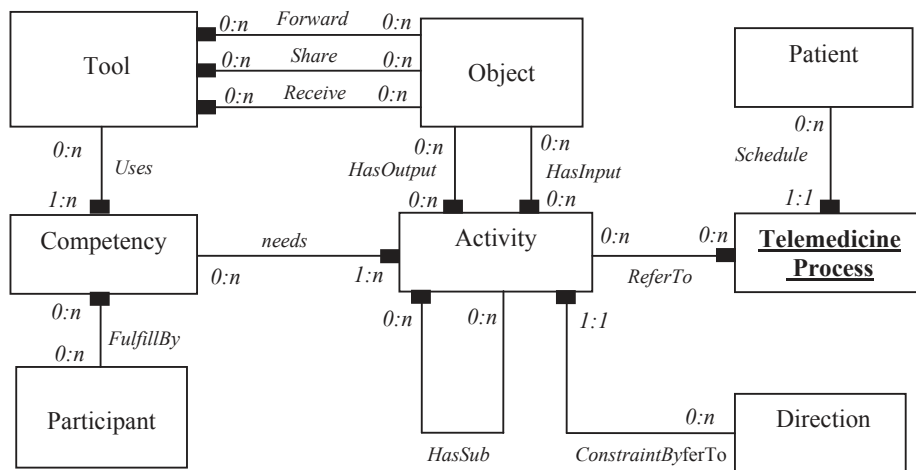 0:n Forward 0:n
Tool
Share
0:n 0:n
Object
Receive
0:n 0:n
Patient
0:n
Uses
1:n
0:n 0:n
HasOutput HasInput
0:n 0:n
0:n
Schedule
1:1
Competency
needs
0:n 1:n
Activity
0:n 0:n
ReferTo
Telemedicine
Process
0:n
FulfillBy
0:n
Participant
0:n 0:n 1:1
HasSub
0:n
ConstraintByferTo
Direction